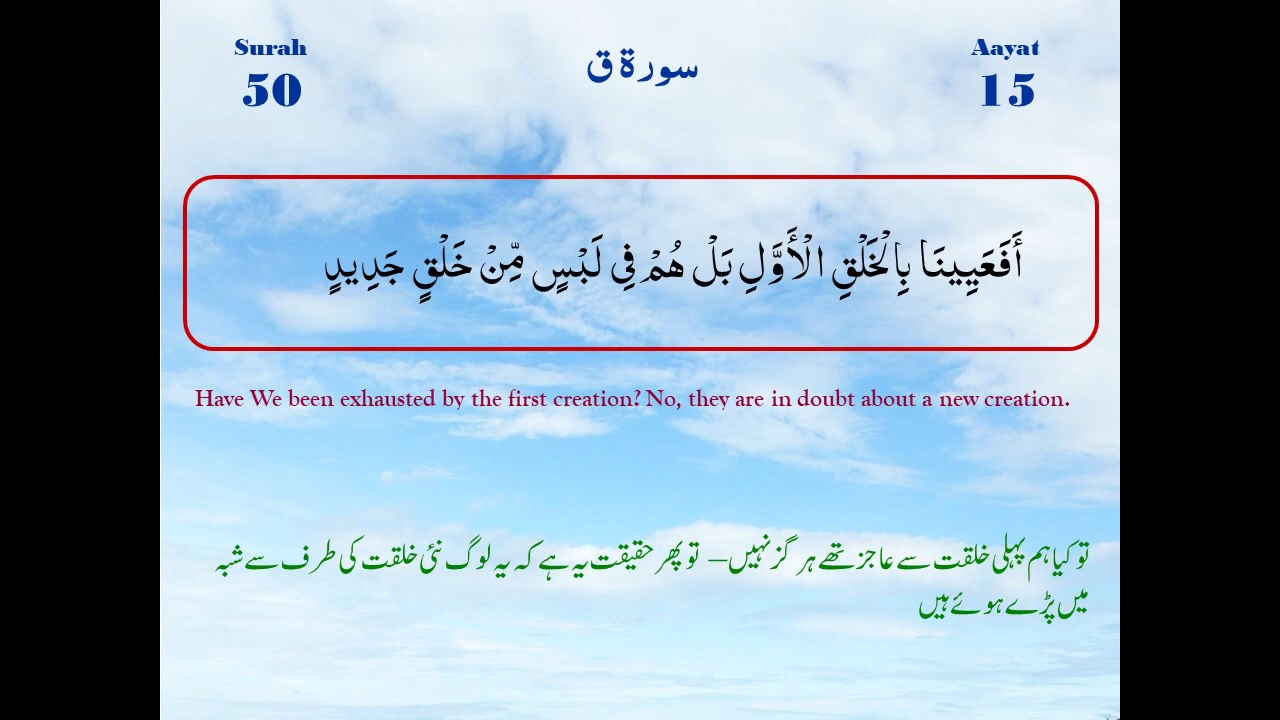 Surah
50
سورة ق
Aayat
15
أَفَعَيِينَا بِالْخَلْقِ الْأَوَّلِ بَلْ هُمْ فِي لَبْسٍ مِّنْ خَلْقٍ جَدِيدٍ
Have We been exhausted by the first creation? No, they are in doubt about a new creation.
تو کیا ہم پہلی خلقت سے عاجز تھے ہر گز نہیں– تو پھر حقیقت یہ ہے کہ یہ لوگ نئی خلقت کی طرف سے شبہ
میں پڑے ہوئے ہیں